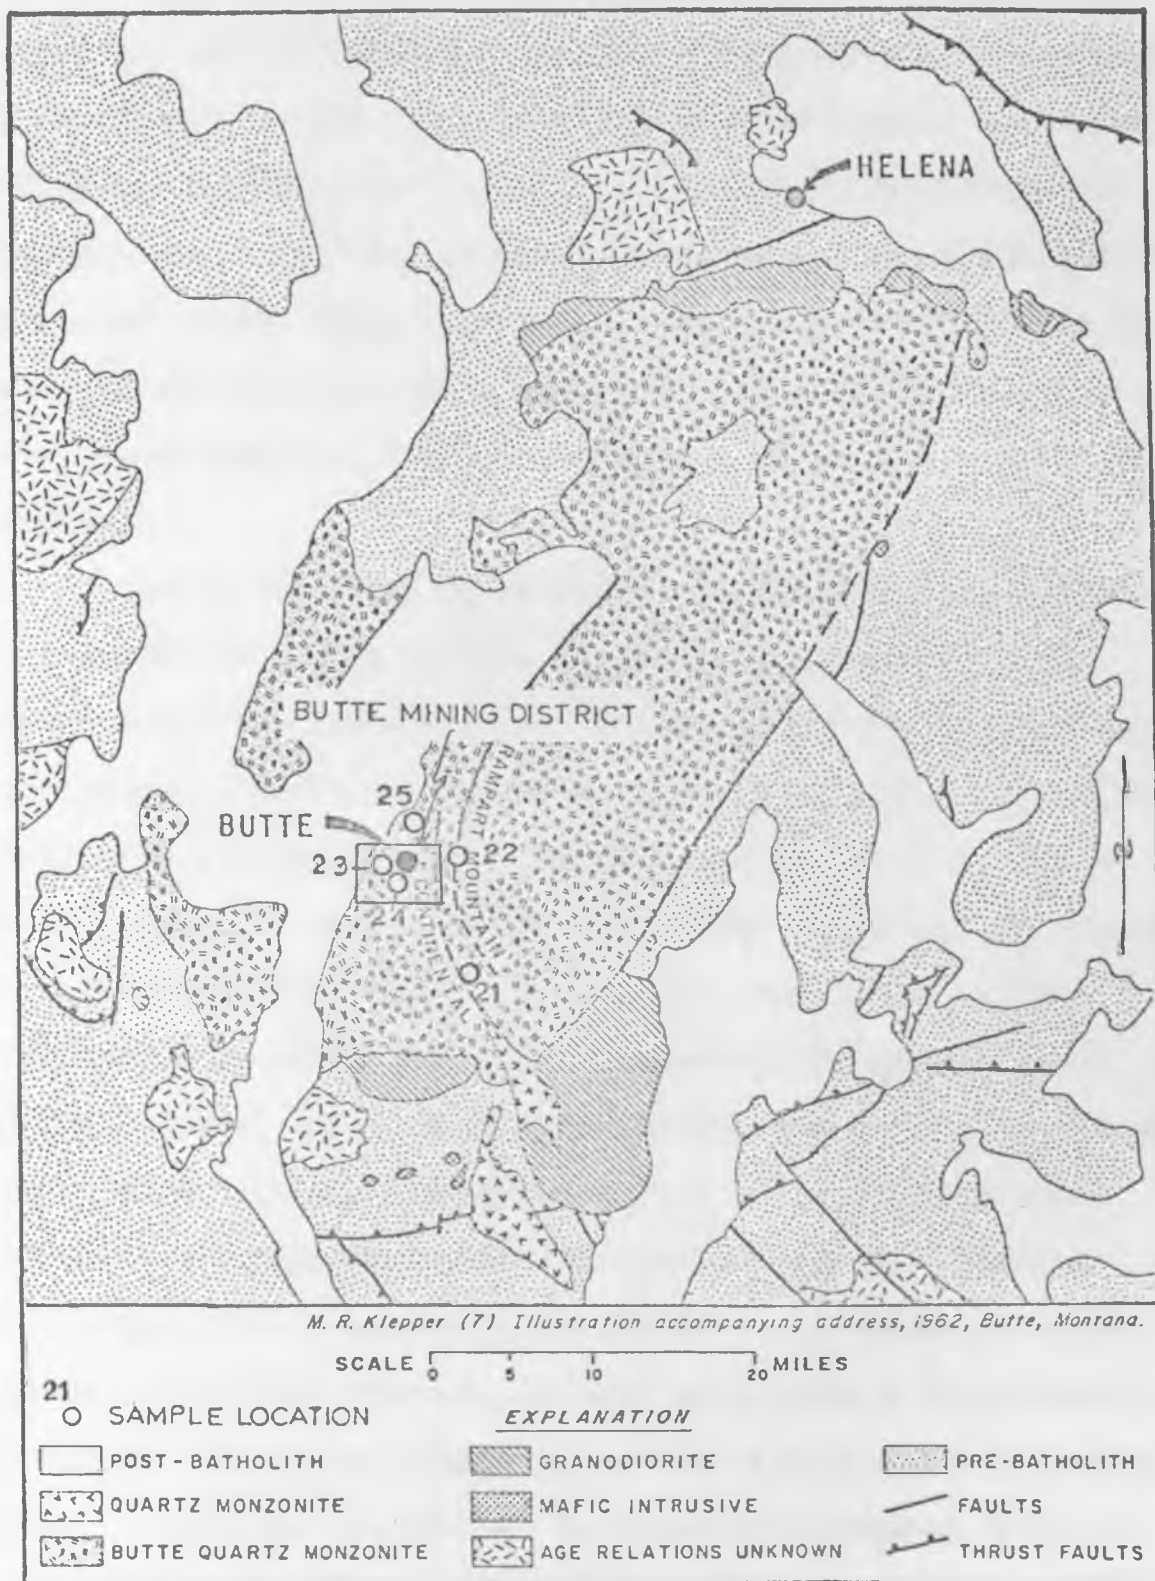 HELENA
BUTTE MINING DISTRICT
RAMPART MOUNTAIN
25
BUTTE
22
23
24
CONTINENTAL
21
2
M. R. Klepper (7) Illustration accompanying address, 1962, Butte, Montana.
SCALE 0 5 10 20 MILES
21
SAMPLE LOCATION
EXPLANATION
POST-BATHOLITH GRANODIORITE PRE-BATHOLITH
QUARTZ MONZONITE MAFIC INTRUSIVE FAULTS
BUTTE QUARTZ MONZONITE AGE RELATIONS UNKNOWN THRUST FAULTS